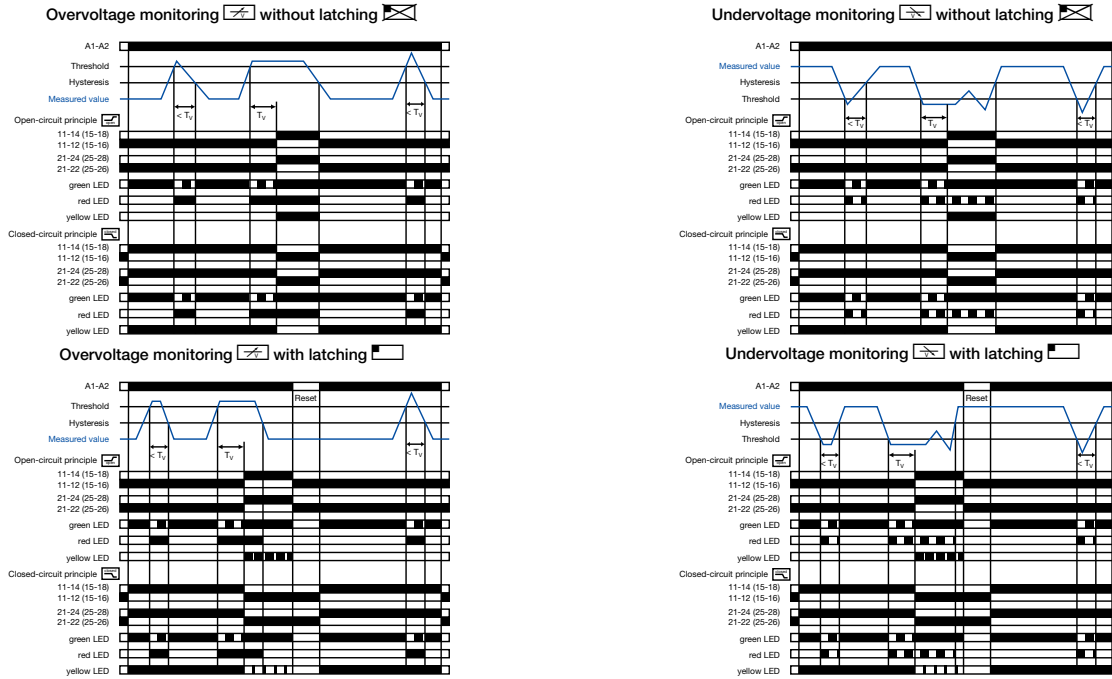 Overvoltage monitoring V without latching
A1-A2
Threshold
Hysteresis
Measured value
< TV
TV
< TV
Open-circuit principle open
11-14 (15-18)
11-12 (15-16)
21-24 (25-28)
21-22 (25-26)
green LED
red LED
yellow LED
Closed-circuit principle closed
11-14 (15-18)
11-12 (15-16)
21-24 (25-28)
21-22 (25-26)
green LED
red LED
yellow LED
Undervoltage monitoring V without latching
A1-A2
Measured value
Hysteresis
Threshold
< TV
TV
< TV
Open-circuit principle open
11-14 (15-18)
11-12 (15-16)
21-24 (25-28)
21-22 (25-26)
green LED
red LED
yellow LED
Closed-circuit principle closed
11-14 (15-18)
11-12 (15-16)
21-24 (25-28)
21-22 (25-26)
green LED
red LED
yellow LED
Overvoltage monitoring V with latching
A1-A2
Reset
Threshold
Hysteresis
Measured value
< TV
TV
< TV
Open-circuit principle open
11-14 (15-18)
11-12 (15-16)
21-24 (25-28)
21-22 (25-26)
green LED
red LED
yellow LED
Closed-circuit principle closed
11-14 (15-18)
11-12 (15-16)
21-24 (25-28)
21-22 (25-26)
green LED
red LED
yellow LED
Undervoltage monitoring V with latching
A1-A2
Reset
Measured value
Hysteresis
Threshold
< TV
TV
< TV
Open-circuit principle open
11-14 (15-18)
11-12 (15-16)
21-24 (25-28)
21-22 (25-26)
green LED
red LED
yellow LED
Closed-circuit principle closed
11-14 (15-18)
11-12 (15-16)
21-24 (25-28)
21-22 (25-26)
green LED
red LED
yellow LED